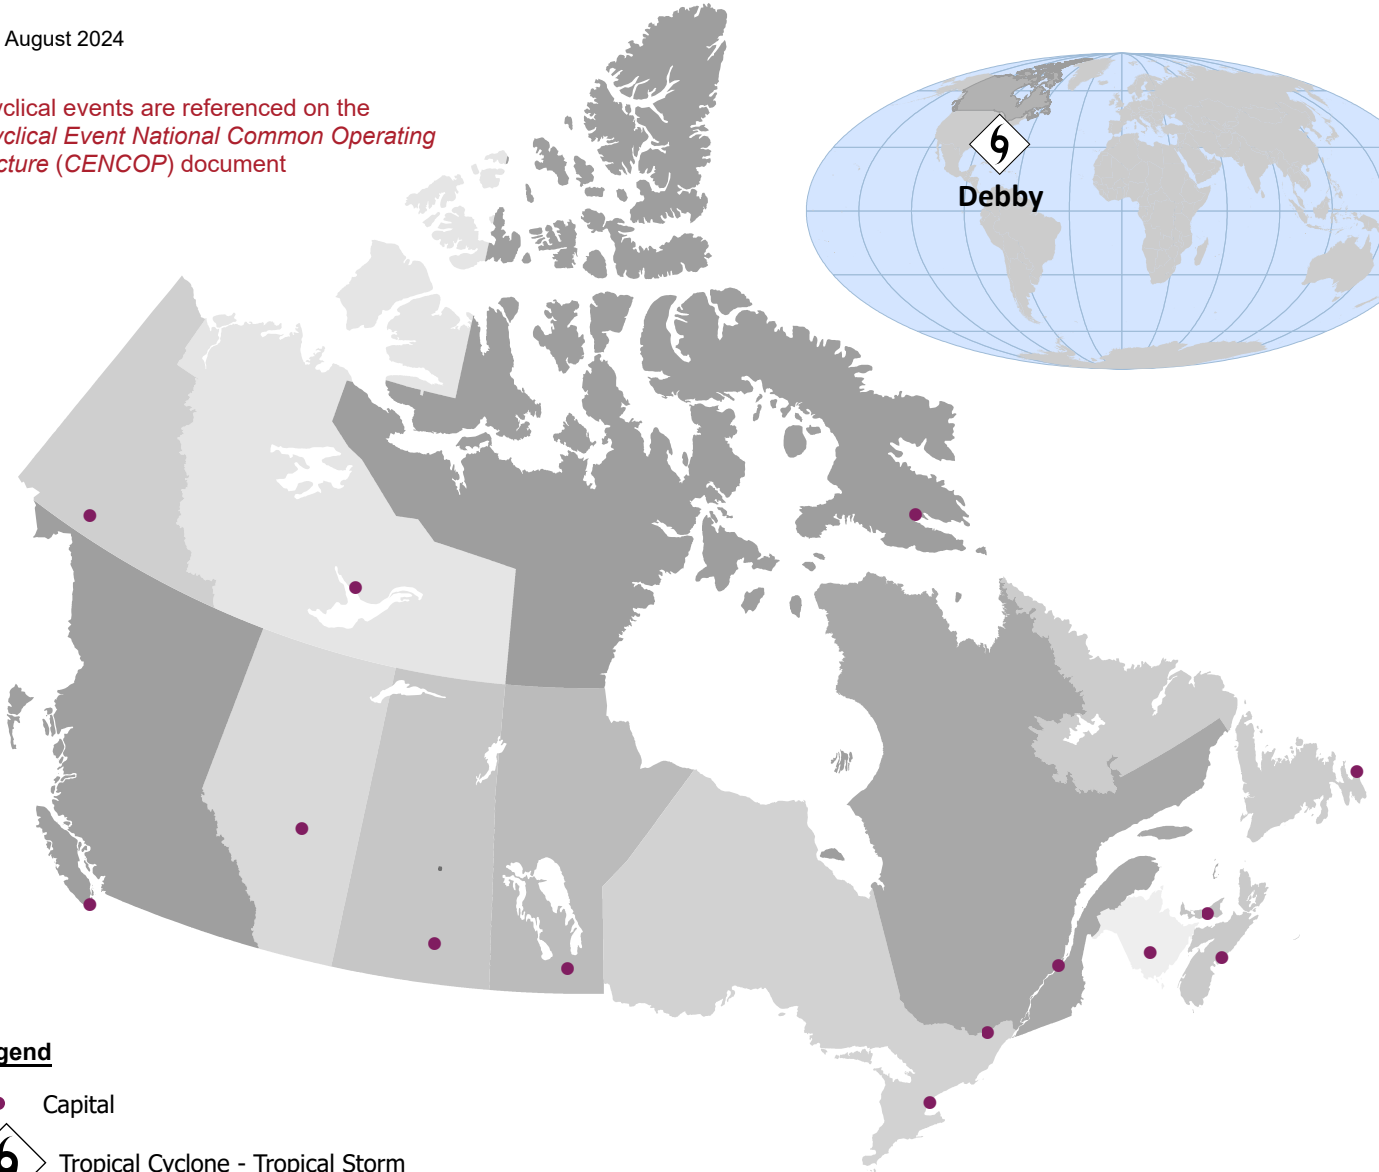 August 2024
yclical events are referenced on the
yclical Event National Common Operating
cture (CENCOP) document
Debby
gend
Capital
Tropical Cyclone - Tropical Storm